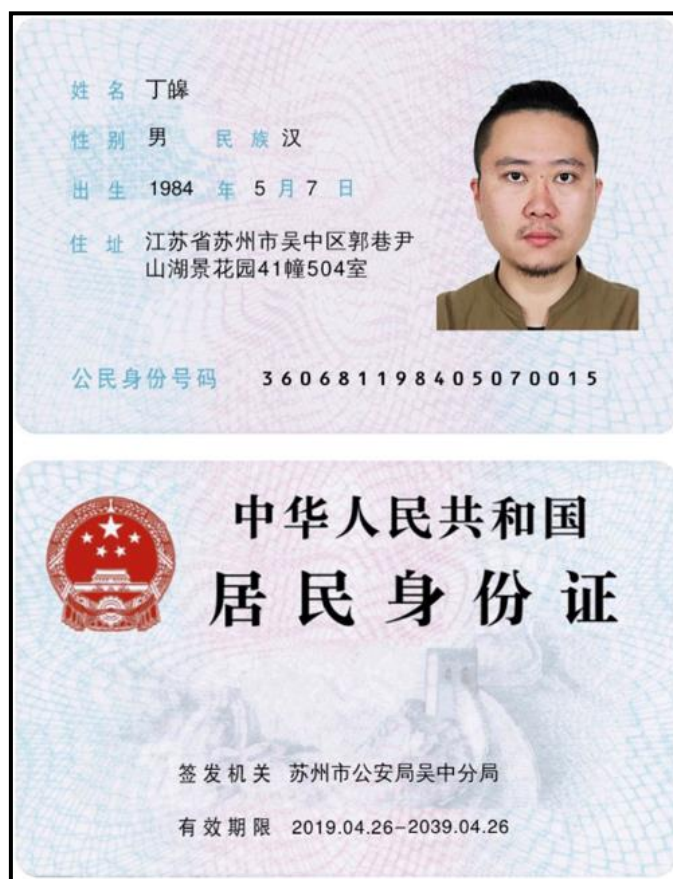 姓名 丁皞
性别 男 民族 汉
出生 1984 年 5 月 7 日
住址 江苏省苏州市吴中区郭巷尹
山湖景花园41幢504室
公民身份号码 360681198405070015
中华人民共和国
居民身份证
签发机关 苏州市公安局吴中分局
有效期限 2019.04.26-2039.04.26